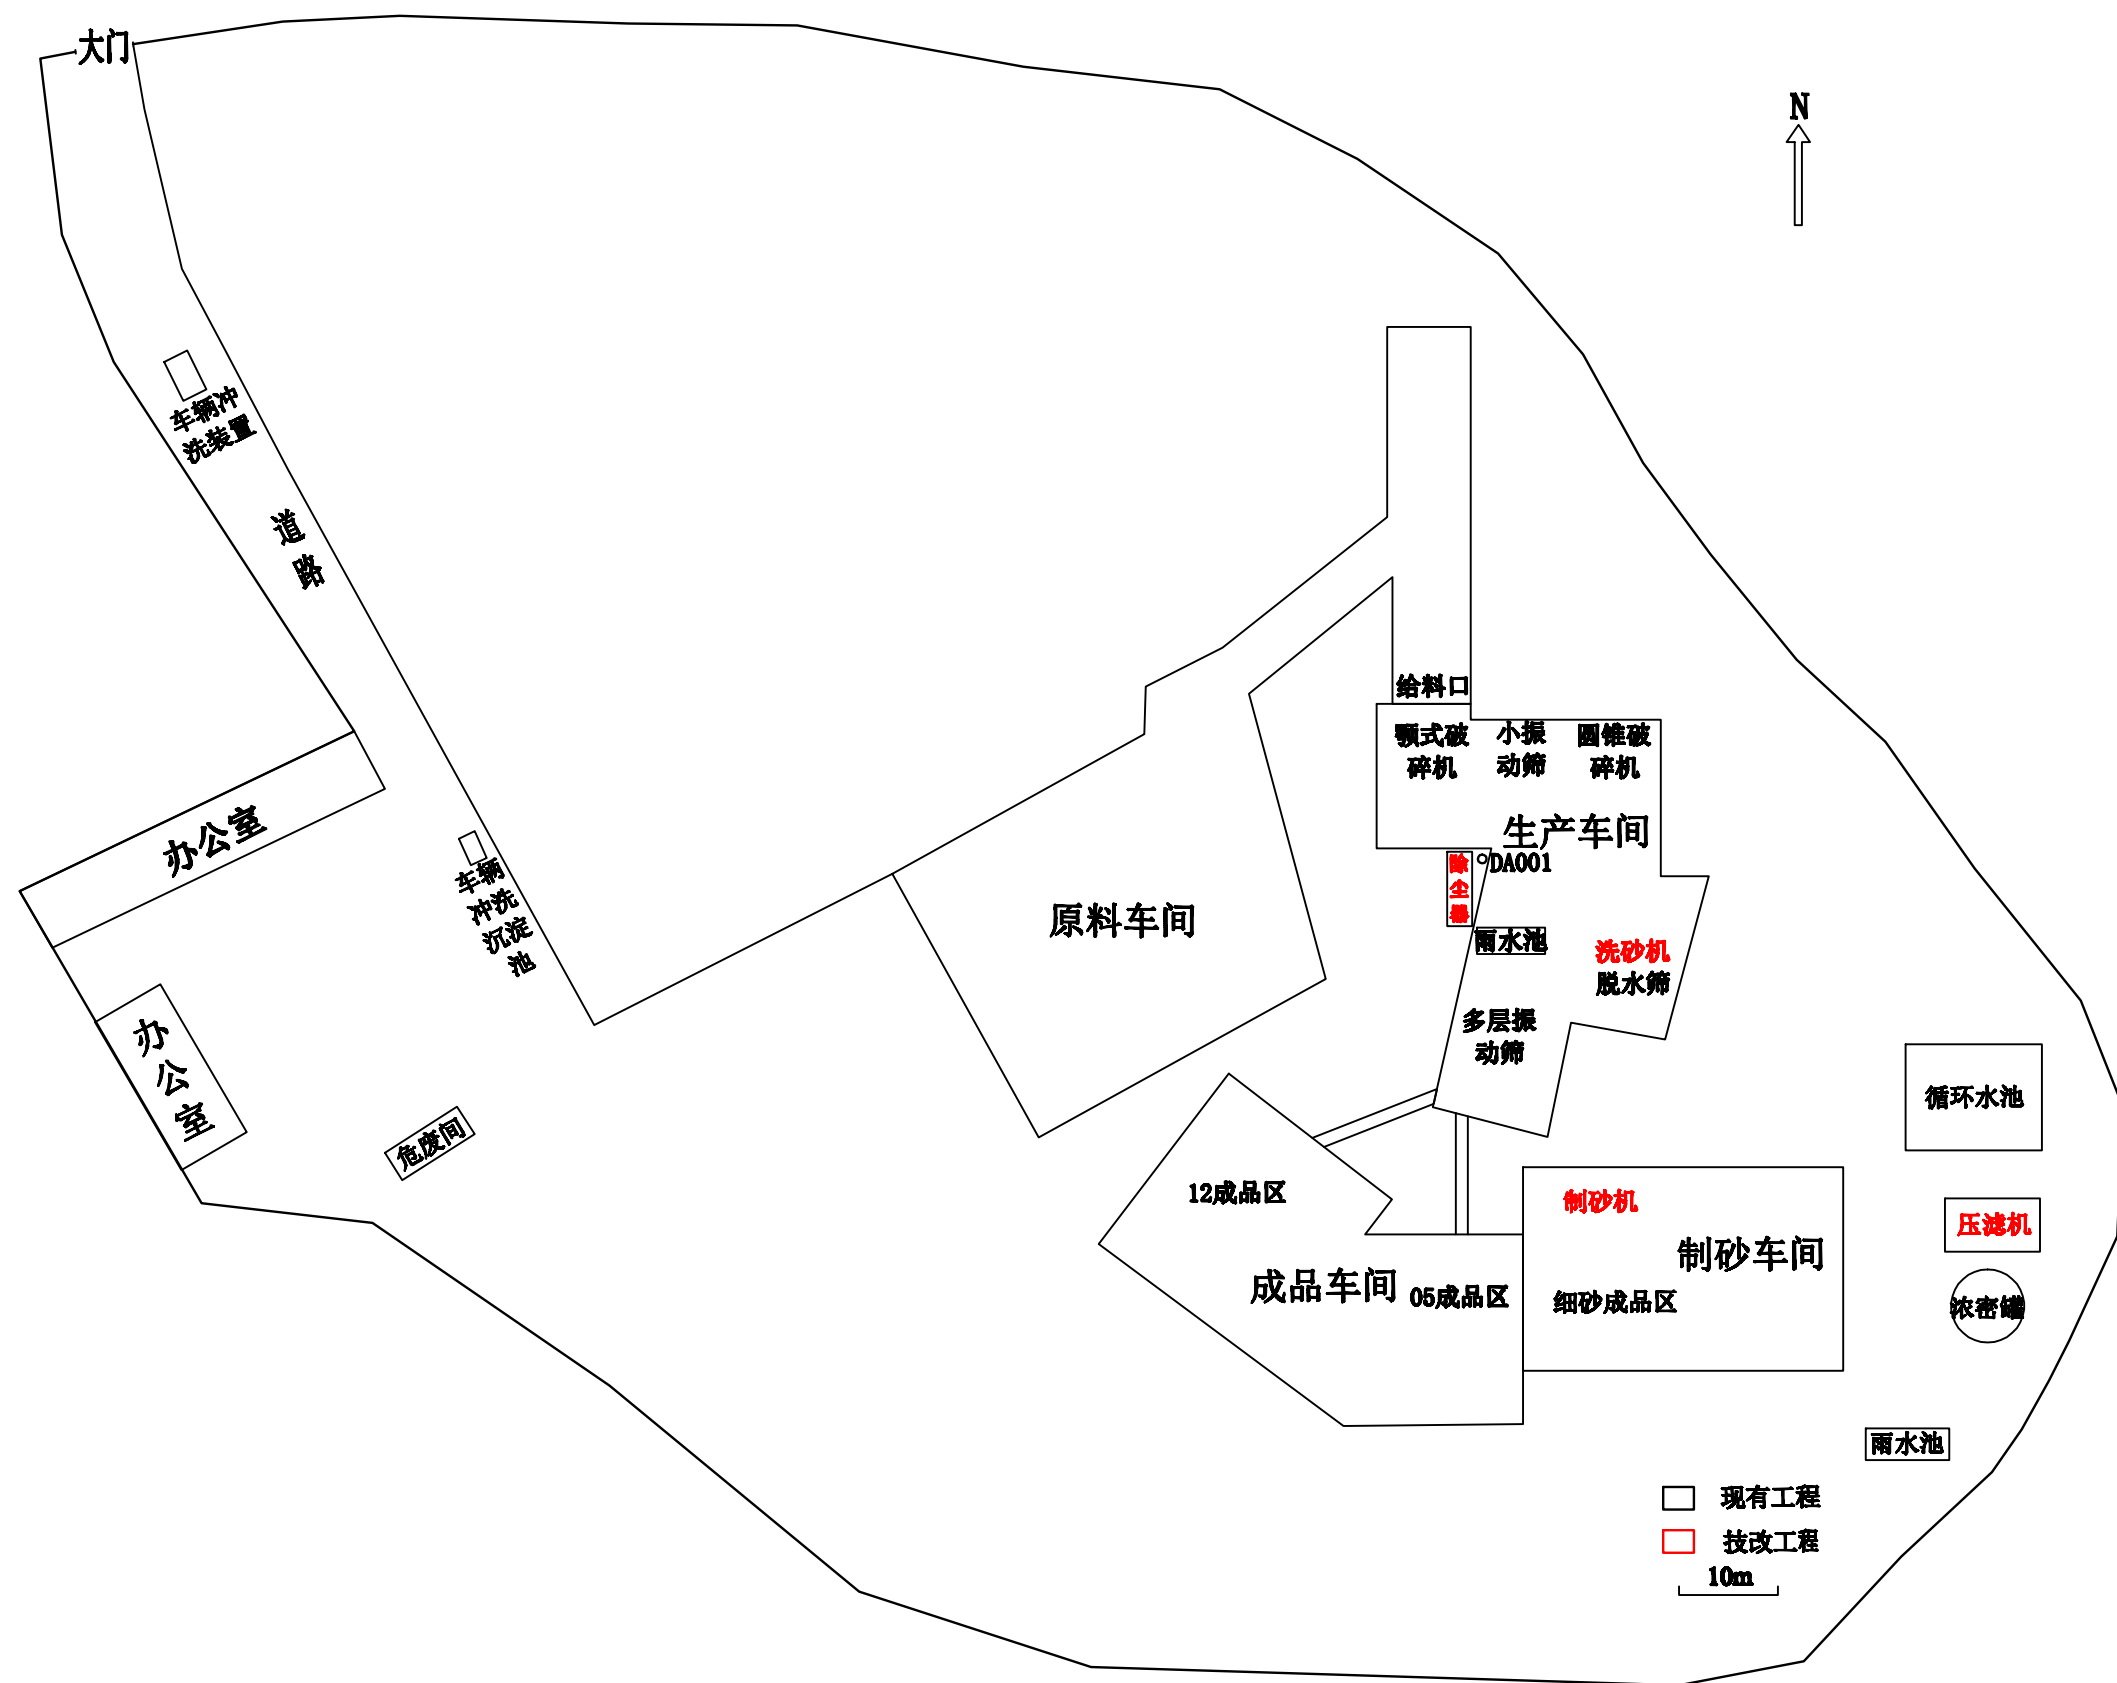 大门
N
车辆冲
洗装置
道
路
给料口
颚式破
碎机
小振
动筛
圆锥破
碎机
生产车间
除
尘
器
DA001
办公室
车辆
冲洗
沉淀
池
原料车间
雨水池
洗砂机
脱水筛
多层振
动筛
办
公
室
危废间
循环水池
12成品区
制砂机
压滤机
制砂车间
成品车间
05成品区
细砂成品区
浓密罐
雨水池
现有工程
技改工程
10m